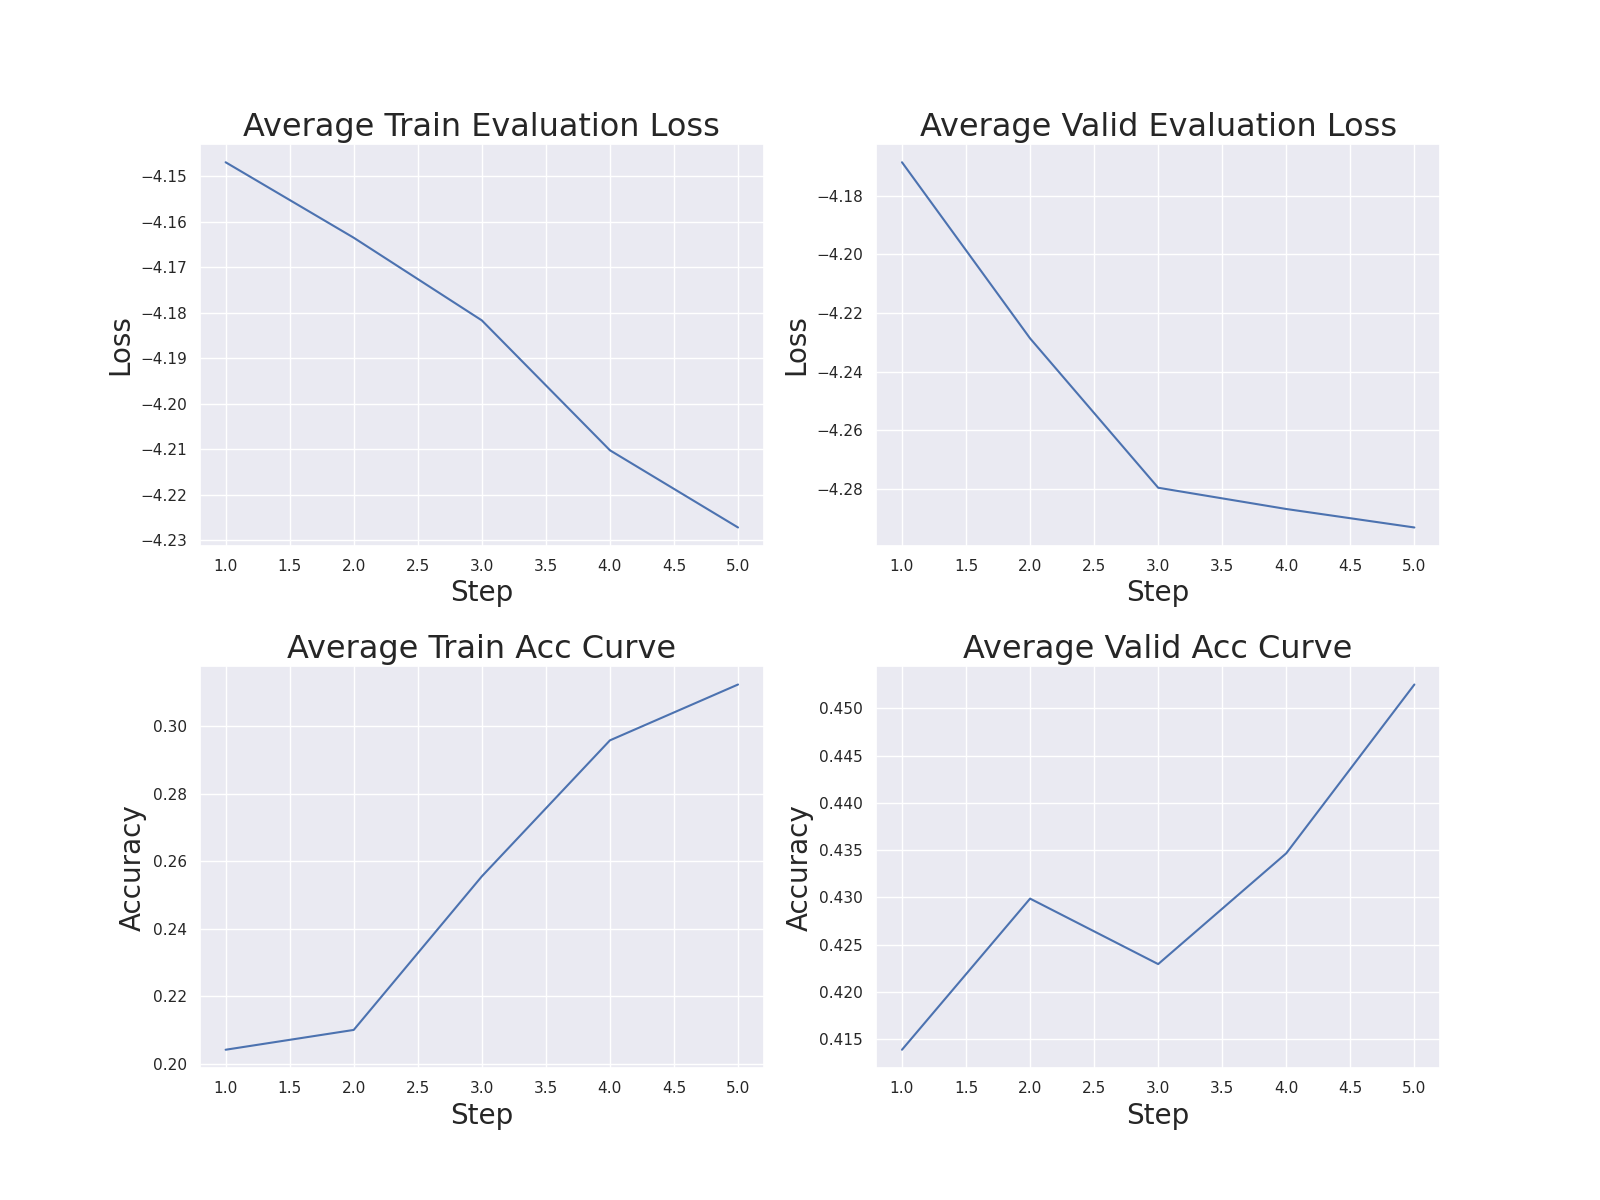 Average Train Evaluation Loss
Loss
−4.15
−4.16
−4.17
−4.18
−4.19
−4.20
−4.21
−4.22
−4.23
1.0 1.5 2.0 2.5 3.0 3.5 4.0 4.5 5.0
Step
Average Valid Evaluation Loss
Loss
−4.18
−4.20
−4.22
−4.24
−4.26
−4.28
1.0 1.5 2.0 2.5 3.0 3.5 4.0 4.5 5.0
Step
Average Train Acc Curve
Accuracy
0.30
0.28
0.26
0.24
0.22
0.20
1.0 1.5 2.0 2.5 3.0 3.5 4.0 4.5 5.0
Step
Average Valid Acc Curve
Accuracy
0.450
0.445
0.440
0.435
0.430
0.425
0.420
0.415
1.0 1.5 2.0 2.5 3.0 3.5 4.0 4.5 5.0
Step